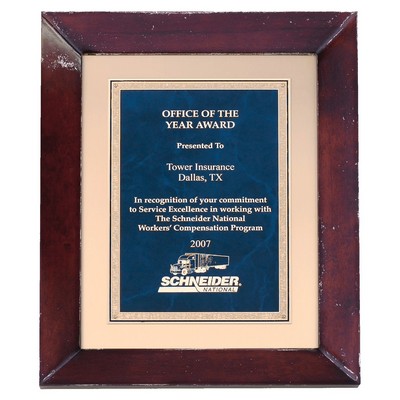 OFFICE OF THE
YEAR AWARD
Presented To
Tower Insurance
Dallas, TX
In recognition of your commitment
to Service Excellence in working with
The Schneider National
Workers' Compensation Program
2007
SCHNEIDER
NATIONAL